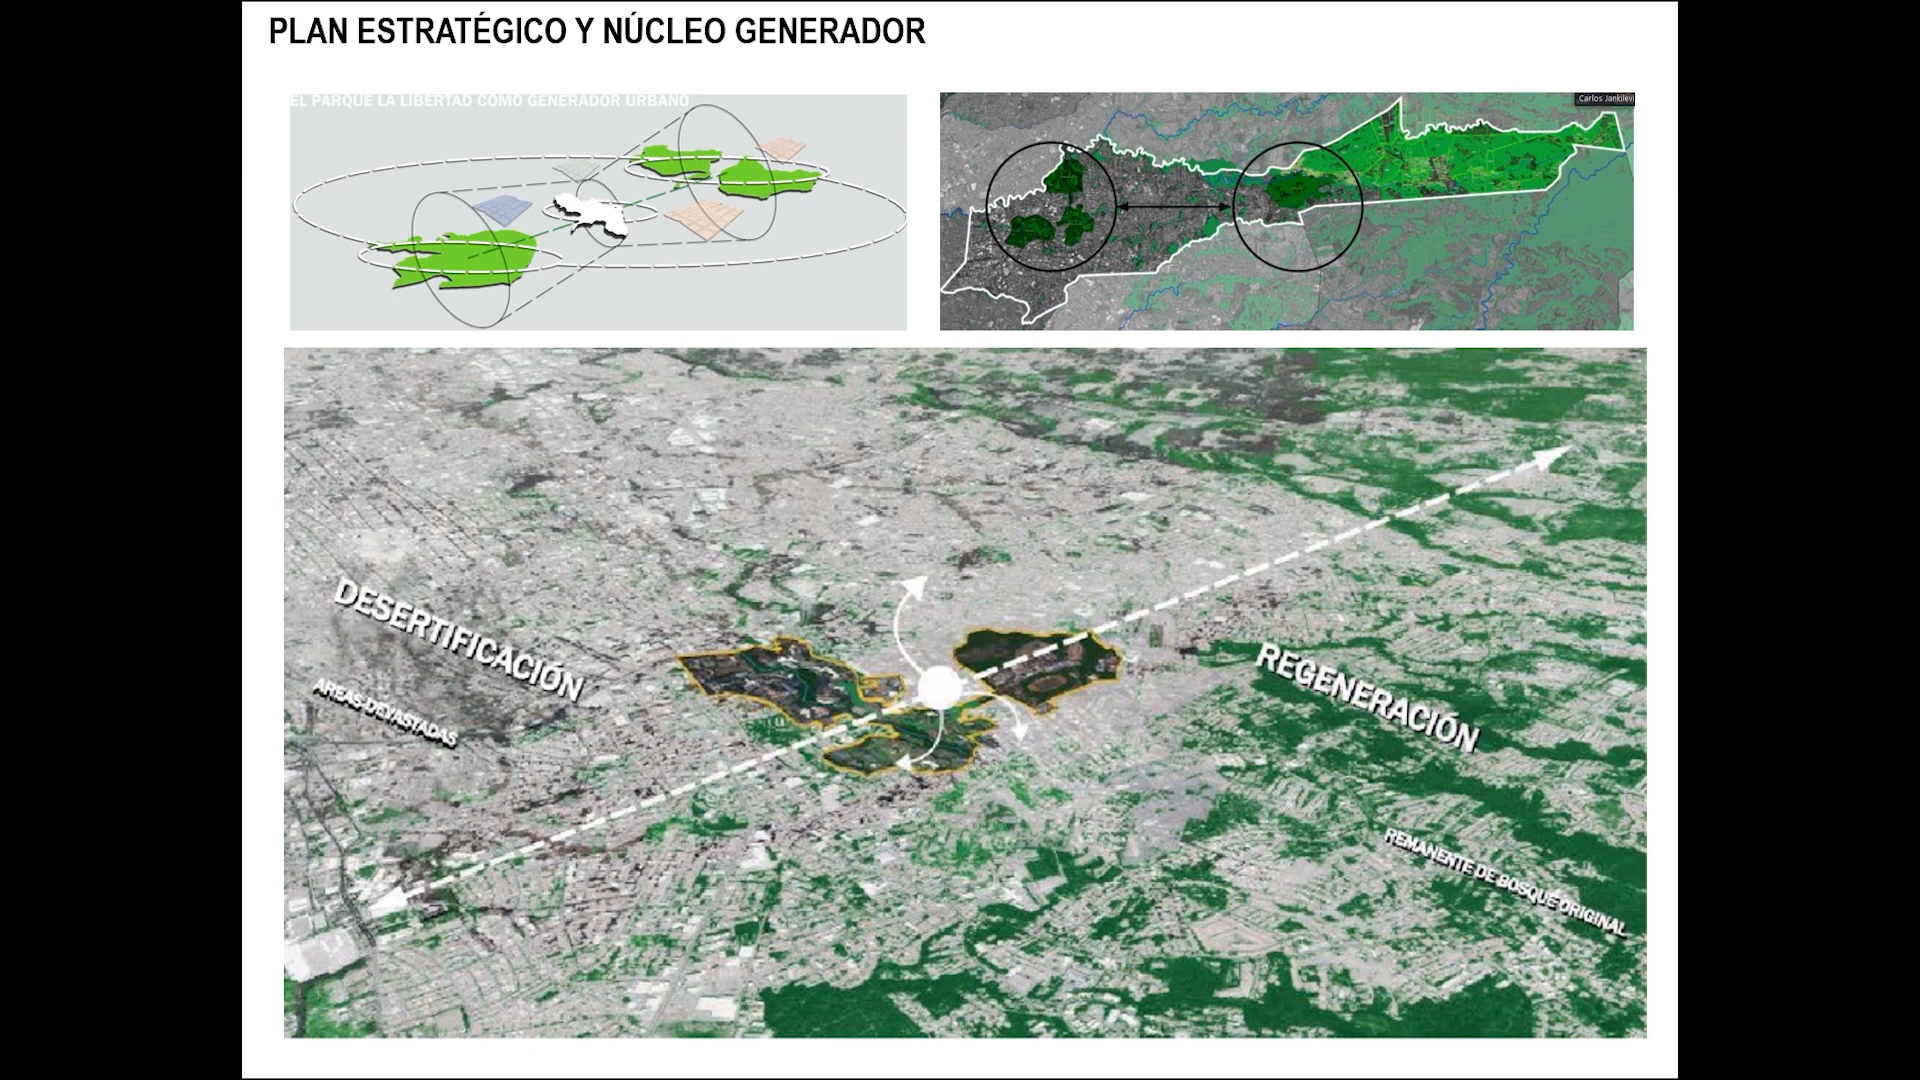 PLAN ESTRATÉGICO Y NÚCLEO GENERADOR
EL PARQUE LA LIBERTAD COMO GENERADOR URBANO
Carlos Jankilevi
DESERTIFICACIÓN
AREAS DEVASTADAS
REGENERACIÓN
REMANENTE DE BOSQUE ORIGINAL